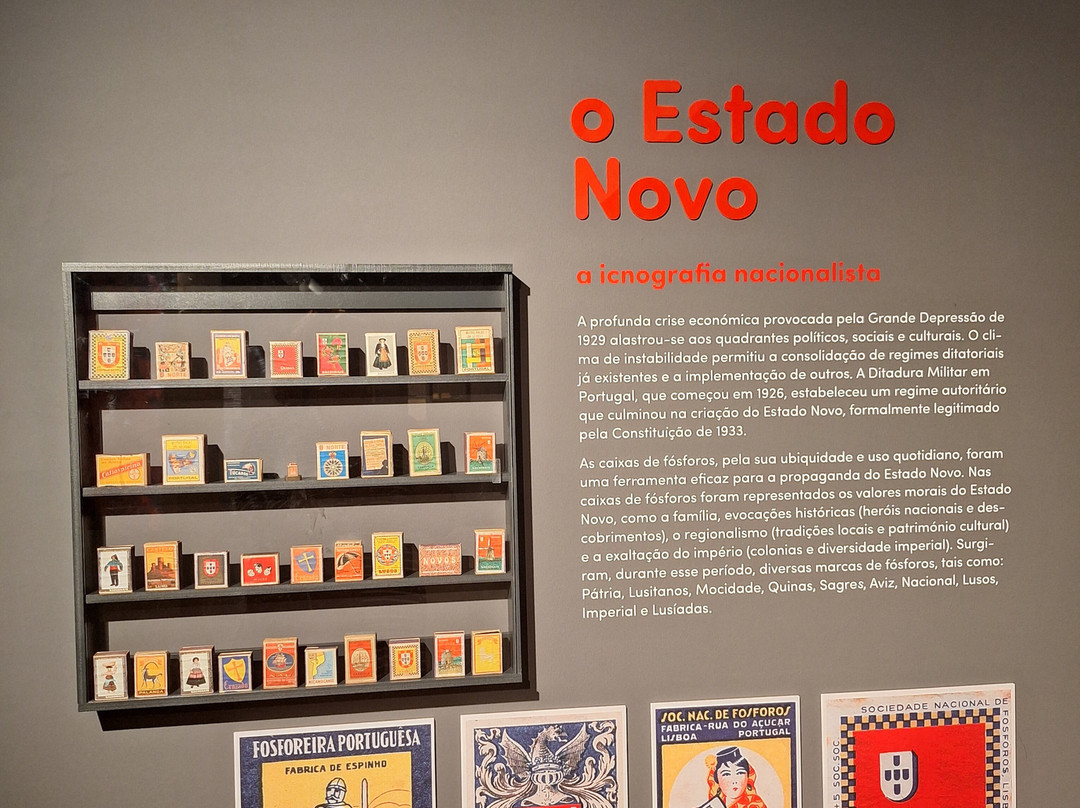 o Estado
Novo
a icnografia nacionalista
A profunda crise económica provocada pela Grande Depressão de
1929 alastrou-se aos quadrantes políticos, sociais e culturais. O cli-
ma de instabilidade permitiu a consolidação de regimes ditatoriais
já existentes e a implementação de outros. A Ditadura Militar em
Portugal, que começou em 1926, estabeleceu um regime autoritário
que culminou na criação do Estado Novo, formalmente legitimado
pela Constituição de 1933.
As caixas de fósforos, pela sua ubiquidade e uso quotidiano, foram
uma ferramenta eficaz para a propaganda do Estado Novo. Nas
caixas de fósforos foram representados os valores morais do Estado
Novo, como a família, evocações históricas (heróis nacionais e des-
cobrimentos), o regionalismo (tradições locais e património cultural)
e a exaltação do império (colonias e diversidade imperial). Surgi-
ram, durante esse período, diversas marcas de fósforos, tais como:
Pátria, Lusitanos, Mocidade, Quinas, Sagres, Aviz, Nacional, Lusos,
Imperial e Lusíadas.
NORTE
PALANCA
Cruzado
FOSFOREIRA PORTUGUÊSA
FABRICA DE ESPINHO
SOC. NAC. DE FOSFOROS
FABRICA-RUA DO AÇUCAR
LISBOA PORTUGAL
SOCIEDADE NACIONAL DE
FOSFOROS